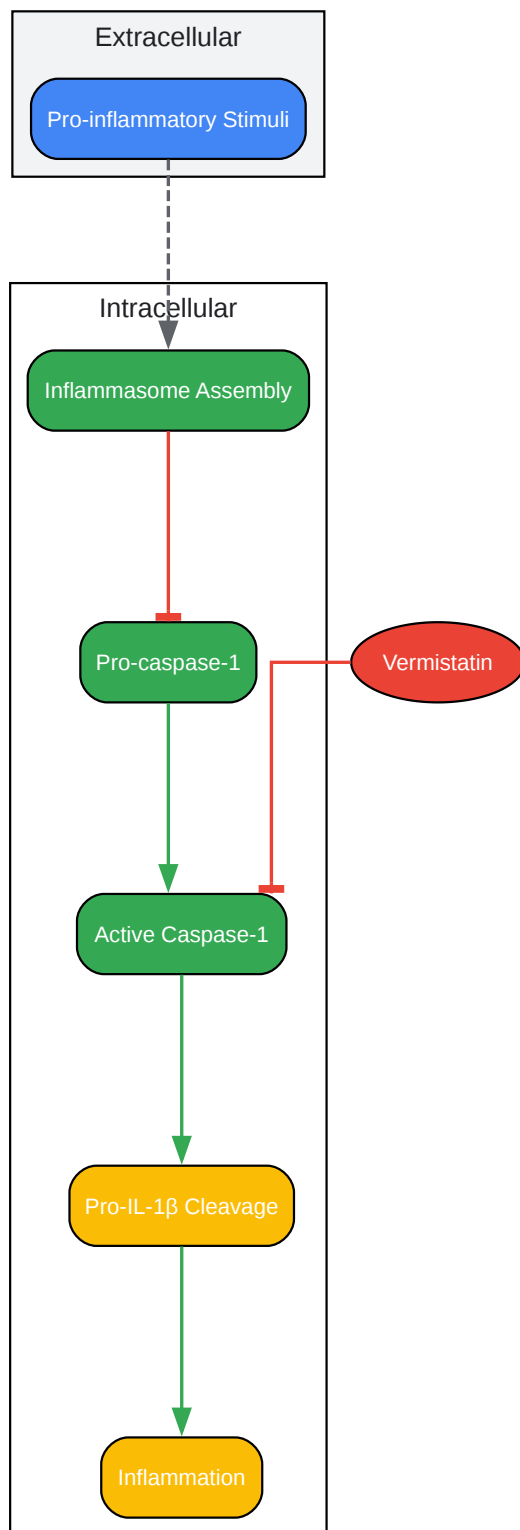 Extracellular
Pro-inflammatory Stimuli
Intracellular
Inflammasome Assembly
Pro-caspase-1
Vermistatin
Active Caspase-1
Pro-IL-1β Cleavage
Inflammation